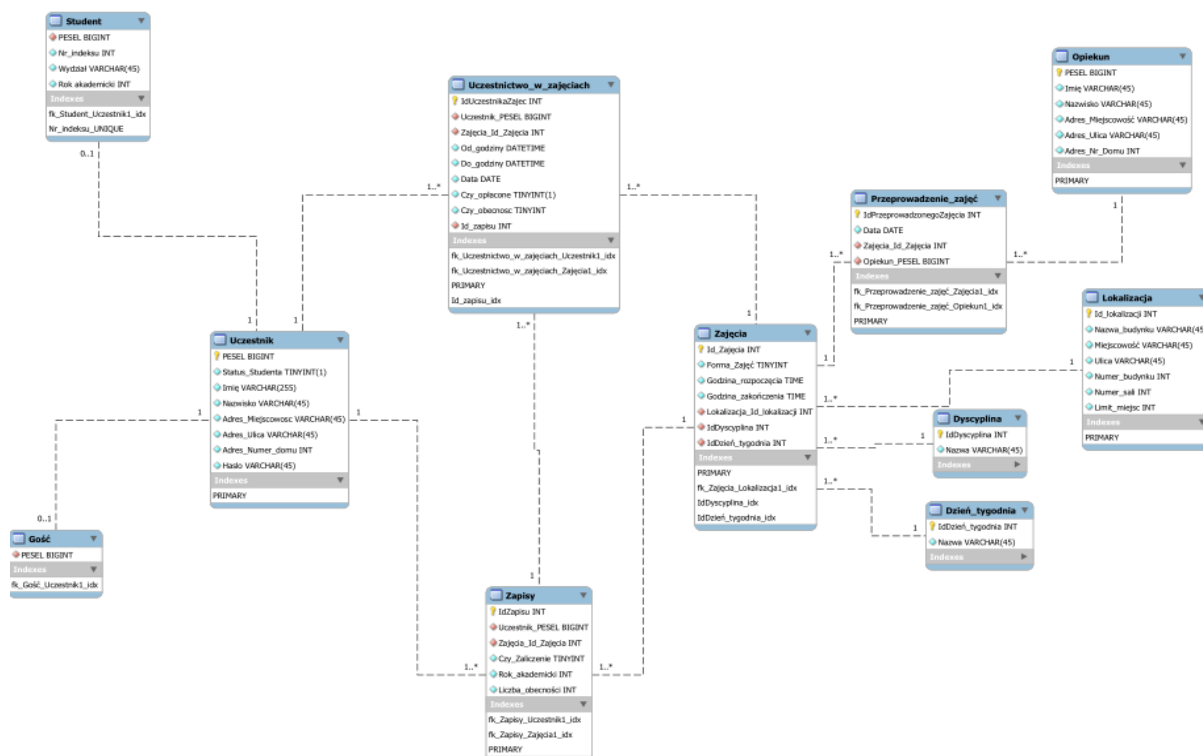 Student
PESEL BIGINT
Nr_indeksu INT
Wydział VARCHAR(45)
Rok akademicki INT
Indexes
fk_Student_Uczestnik1_idx
Nr_indeksu_UNIQUE
0..1
1
Uczestnictwo_w_zajęciach
IdUczestnikaZajec INT
Uczestnik_PESEL BIGINT
Zajęcia_Id_Zajęcia INT
Od_godziny DATETIME
Do_godziny DATETIME
Data DATE
Czy_opłacone TINYINT(1)
Czy_obecnosc TINYINT
Id_zapisu INT
Indexes
fk_Uczestnictwo_w_zajęciach_Uczestnik1_idx
fk_Uczestnictwo_w_zajęciach_Zajęcia1_idx
PRIMARY
Id_zapisu_idx
1..*
1
1..*
1
1..*
1
Opiekun
PESEL BIGINT
Imię VARCHAR(45)
Nazwisko VARCHAR(45)
Adres_Miejscowość VARCHAR(45)
Adres_Ulica VARCHAR(45)
Adres_Nr_Domu INT
Indexes
PRIMARY
1
1..*
Przeprowadzenie_zajęć
IdPrzeprowadzonegoZajęcia INT
Data DATE
Zajęcia_Id_Zajęcia INT
Opiekun_PESEL BIGINT
Indexes
fk_Przeprowadzenie_zajęć_Zajęcia1_idx
fk_Przeprowadzenie_zajęć_Opiekun1_idx
PRIMARY
1..*
1
Lokalizacja
Id_lokalizacji INT
Nazwa_budynku VARCHAR(45
Miejscowość VARCHAR(45)
Ulica VARCHAR(45)
Numer_budynku INT
Numer_sali INT
Limit_miejsc INT
Indexes
PRIMARY
1
1..*
Uczestnik
PESEL BIGINT
Status_Studenta TINYINT(1)
Imię VARCHAR(255)
Nazwisko VARCHAR(45)
Adres_Miejscowosc VARCHAR(45)
Adres_Ulica VARCHAR(45)
Adres_Numer_domu INT
Hasło VARCHAR(45)
Indexes
PRIMARY
1
0..1
1
1..*
Zajęcia
Id_Zajęcia INT
Forma_Zajęć TINYINT
Godzina_rozpoczęcia TIME
Godzina_zakończenia TIME
Lokalizacja_Id_lokalizacji INT
IdDyscyplina INT
IdDzień_tygodnia INT
Indexes
PRIMARY
fk_Zajęcia_Lokalizacja1_idx
IdDyscyplina_idx
IdDzień_tygodnia_idx
1
1..*
1..*
1
1..*
1
Dyscyplina
IdDyscyplina INT
Nazwa VARCHAR(45)
Indexes
Dzień_tygodnia
IdDzień_tygodnia INT
Nazwa VARCHAR(45)
Indexes
Gość
PESEL BIGINT
Indexes
fk_Gość_Uczestnik1_idx
Zapisy
IdZapisu INT
Uczestnik_PESEL BIGINT
Zajęcia_Id_Zajęcia INT
Czy_Zaliczenie TINYINT
Rok_akademicki INT
Liczba_obecności INT
Indexes
fk_Zapisy_Uczestnik1_idx
fk_Zapisy_Zajęcia1_idx
PRIMARY